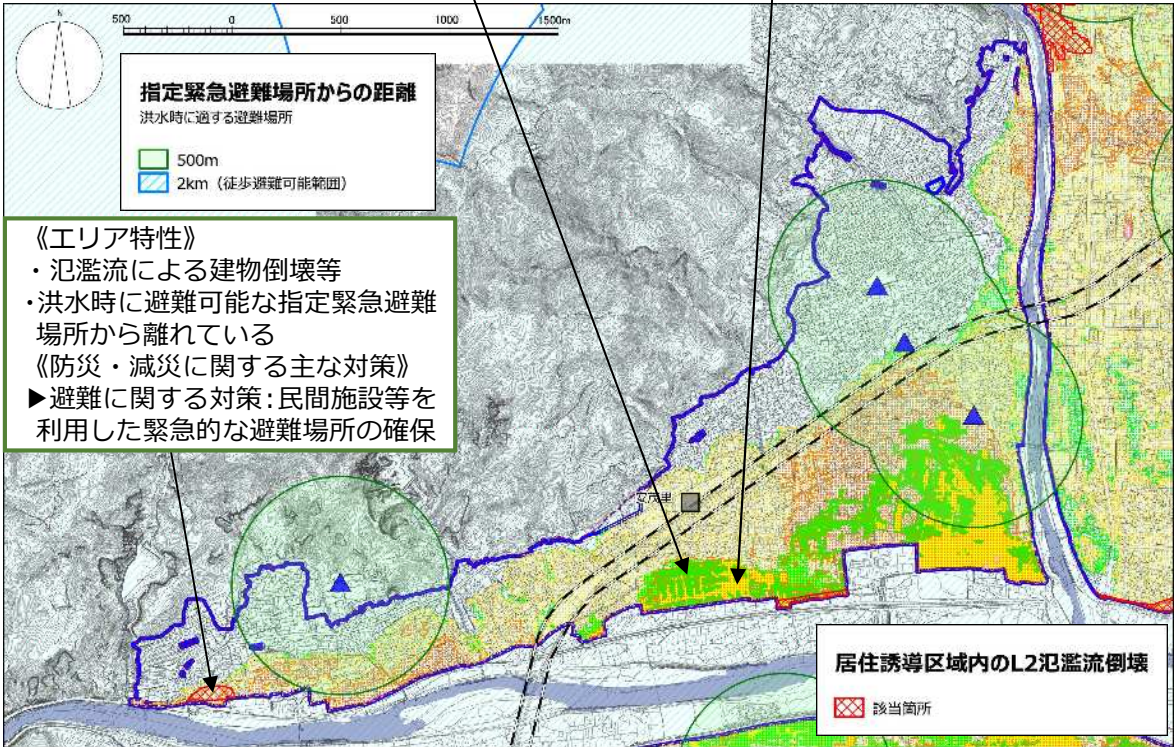 N
500 0 500 1000 1500m
指定緊急避難場所からの距離
洪水時に適する避難場所
500m
2km（徒歩避難可能範囲）
《エリア特性》
・氾濫流による建物倒壊等
・洪水時に避難可能な指定緊急避難
場所から離れている
《防災・減災に関する主な対策》
▶避難に関する対策：民間施設等を
利用した緊急的な避難場所の確保
安茂里
居住誘導区域内のL2氾濫流倒壊
該当箇所